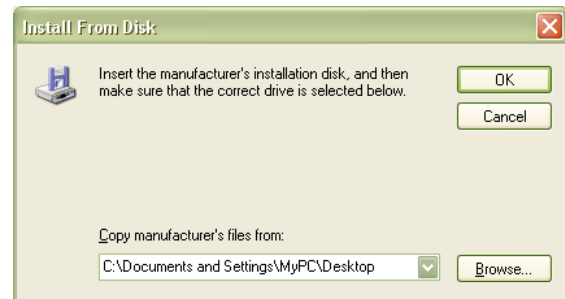 Install From Disk
Insert the manufacturer's installation disk, and then
make sure that the correct drive is selected below.
OK
Cancel
Copy manufacturer's files from:
C:\Documents and Settings\MyPC\Desktop
Browse...